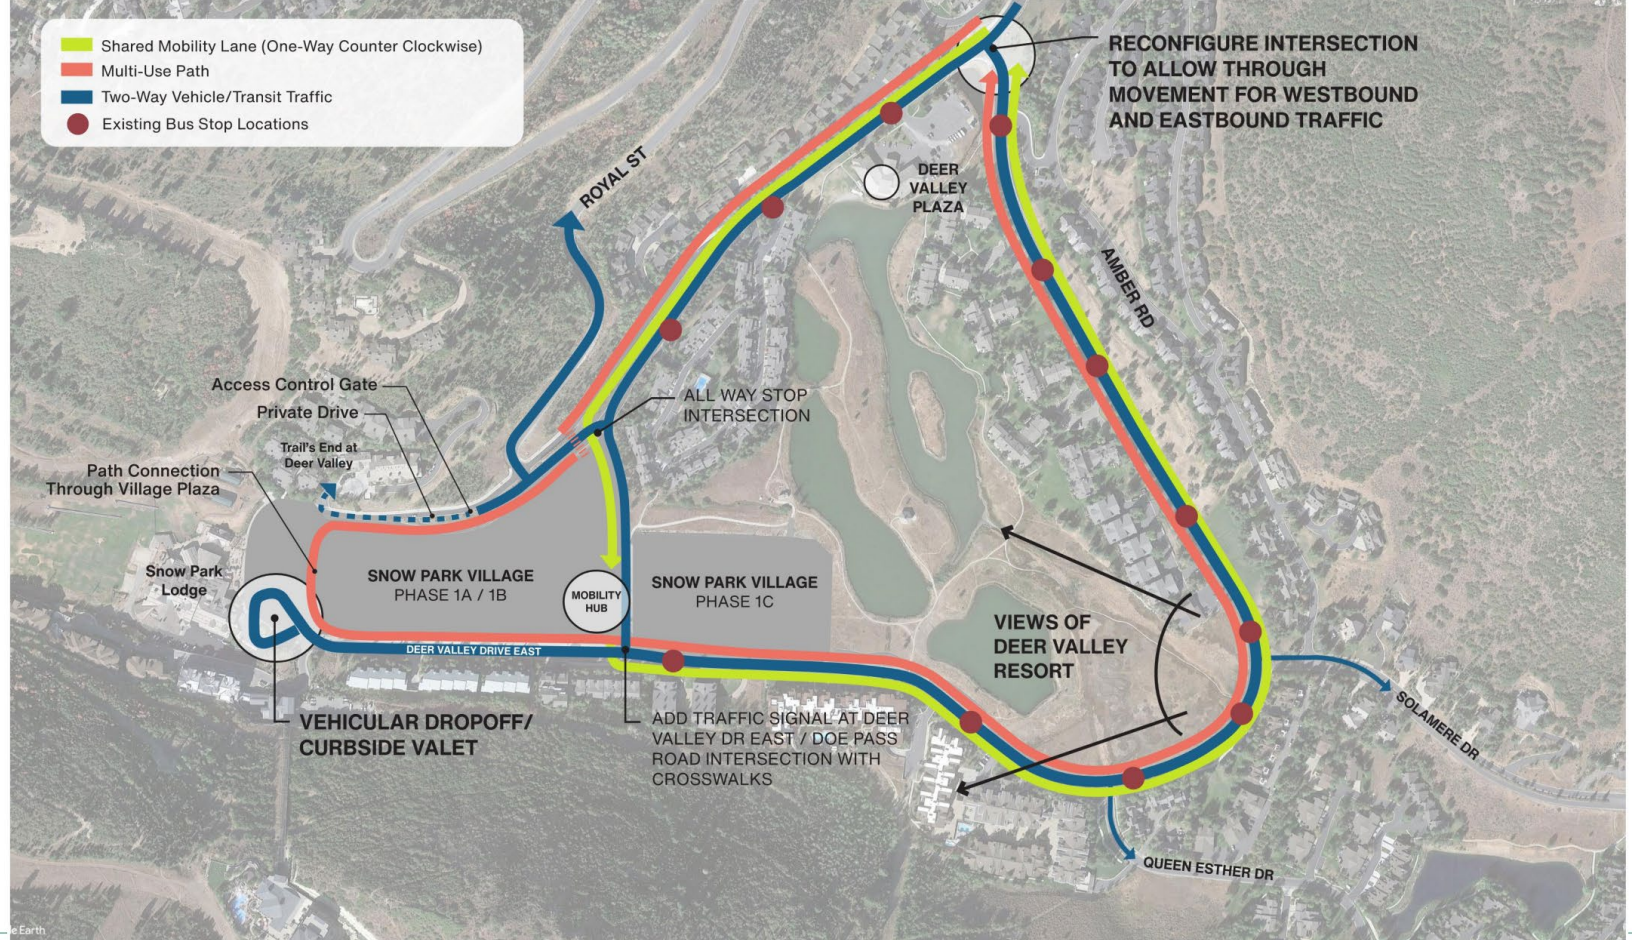 Shared Mobility Lane (One-Way Counter Clockwise)
Multi-Use Path
Two-Way Vehicle/Transit Traffic
Existing Bus Stop Locations
RECONFIGURE INTERSECTION
TO ALLOW THROUGH
MOVEMENT FOR WESTBOUND
AND EASTBOUND TRAFFIC
ROYAL ST
DEER
VALLEY
PLAZA
AMBER RD
Access Control Gate
Private Drive
Trail's End at
Deer Valley
Path Connection
Through Village Plaza
ALL WAY STOP
INTERSECTION
Snow Park
Lodge
SNOW PARK VILLAGE
PHASE 1A / 1B
MOBILITY
HUB
SNOW PARK VILLAGE
PHASE 1C
VIEWS OF
DEER VALLEY
RESORT
DEER VALLEY DRIVE EAST
SOLAMERE DR
VEHICULAR DROPOFF/
CURBSIDE VALET
ADD TRAFFIC SIGNAL AT DEER
VALLEY DR EAST / DOE PASS
ROAD INTERSECTION WITH
CROSSWALKS
QUEEN ESTHER DR
le Earth